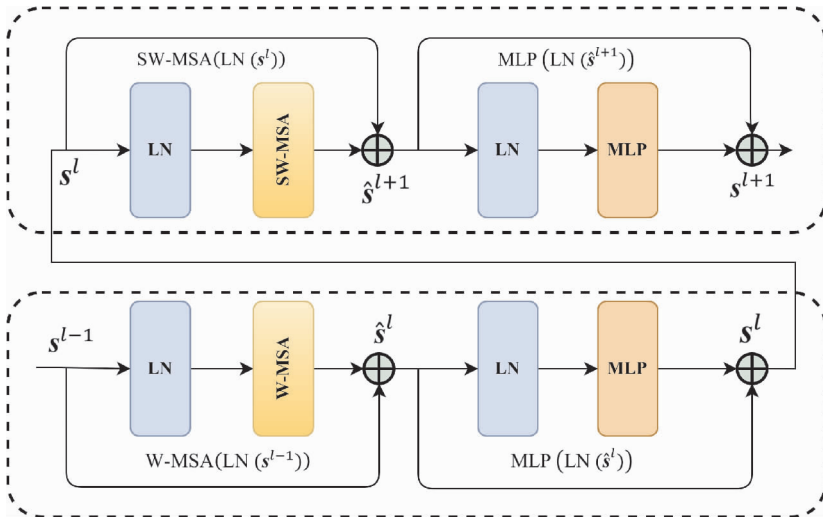 SW-MSA(LN (s^l))
MLP (LN (ŝ^{l+1}))
LN
SW-MSA
LN
MLP
s^l
ŝ^{l+1}
s^{l+1}
s^{l-1}
ŝ^l
s^l
LN
W-MSA
LN
MLP
W-MSA(LN (s^{l-1}))
MLP (LN (ŝ^l))